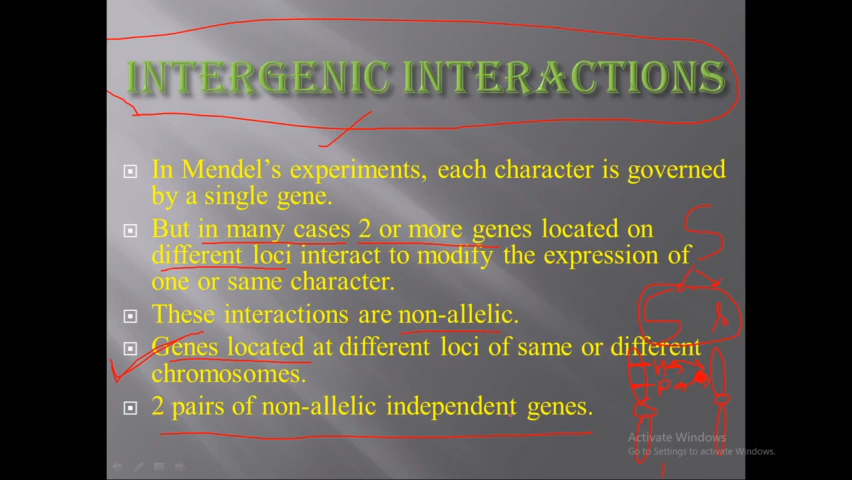 INTERGENIC INTERACTIONS
In Mendel's experiments, each character is governed
by a single gene.
But in many cases 2 or more genes located on
different loci interact to modify the expression of
one or same character.
These interactions are non-allelic.
Genes located at different loci of same or different
chromosomes.
2 pairs of non-allelic independent genes.
Activate Windows
Go to Settings to activate Windows.